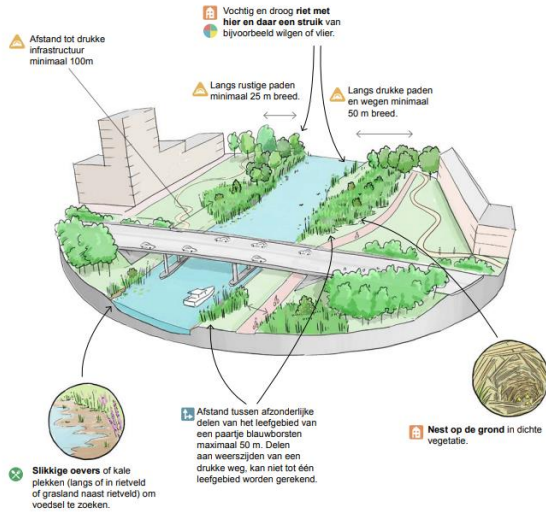 Vochtig en droog riet met
hier en daar een struik van
bijvoorbeeld wilgen of vlier.
Afstand tot drukke
infrastructuur
minimaal 100m
Langs rustige paden
minimaal 25 m breed.
Langs drukke paden
en wegen minimaal
50 m breed.
Slikkige oevers of kale
plekken (langs of in rietveld
of grasland naast rietveld) om
voedsel te zoeken.
Afstand tussen afzonderlijke
delen van het leefgebied van
een paartje blauwborsten
maximaal 50 m. Delen
aan weerszijden van een
drukke weg, kan niet tot één
leefgebied worden gerekend.
Nest op de grond in dichte
vegetatie.